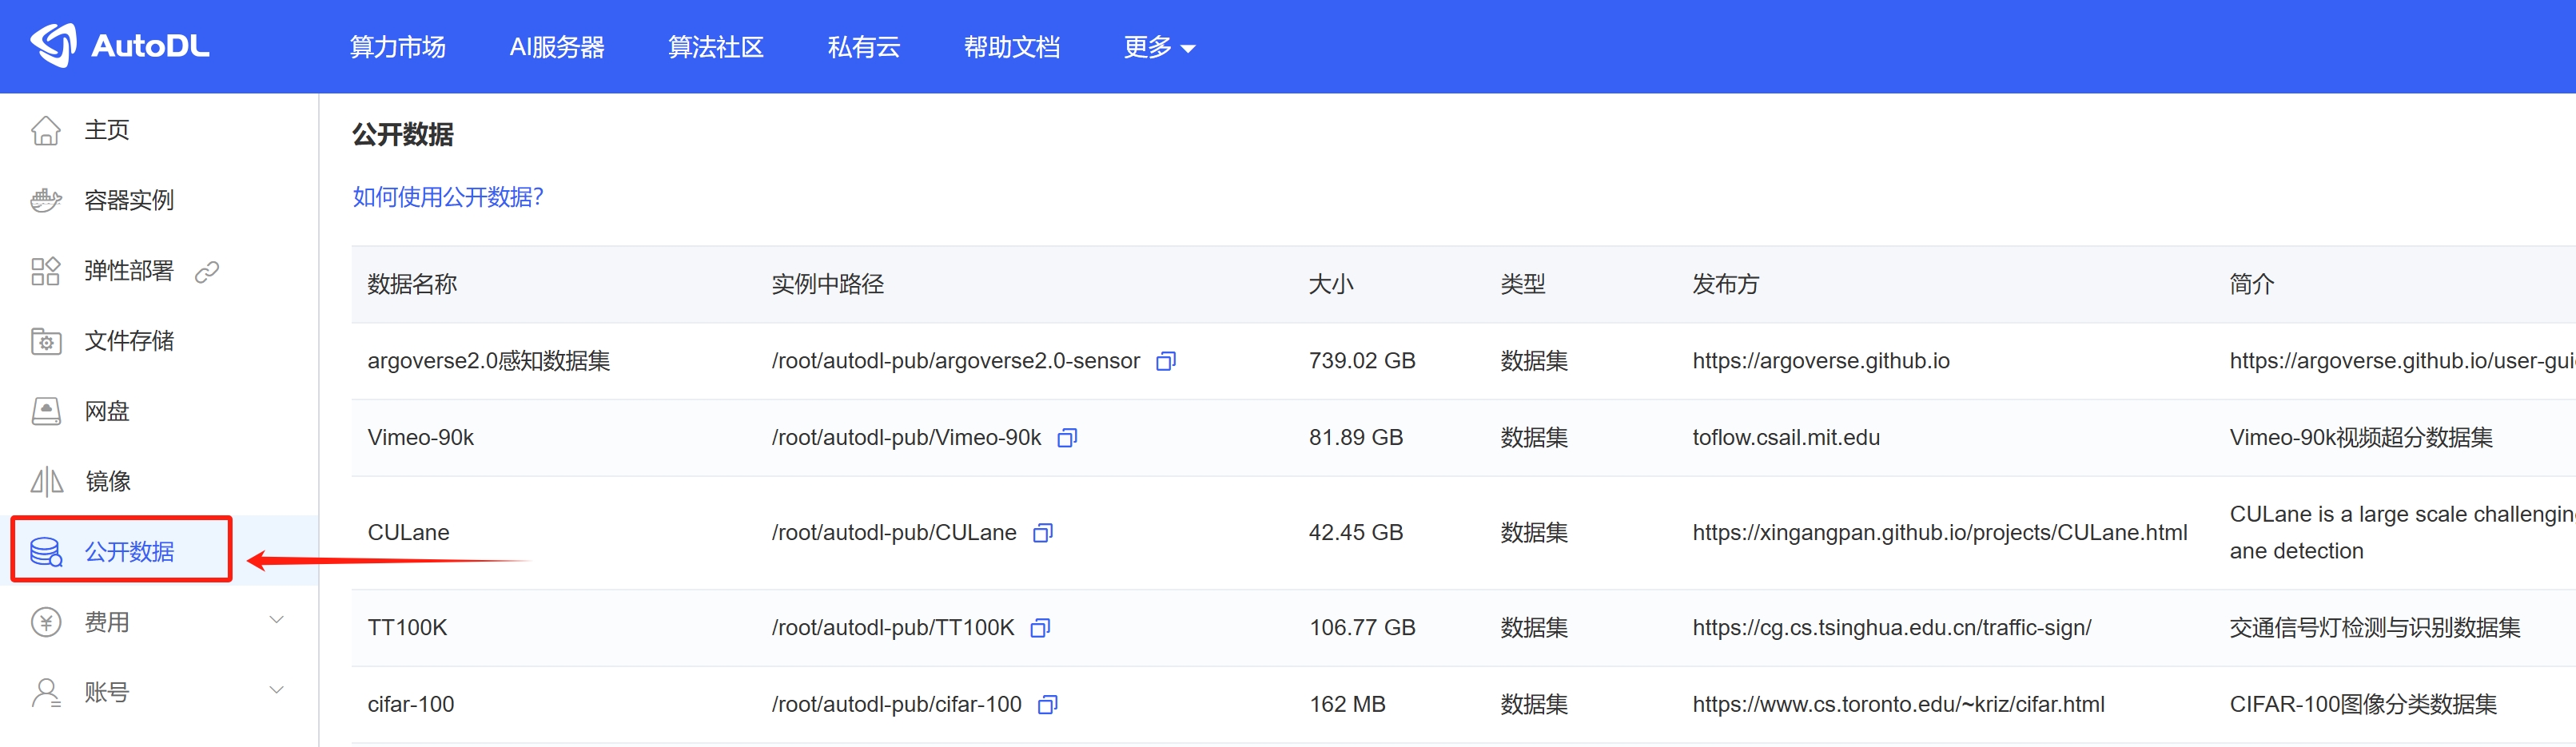 AutoDL
算力市场 AI服务器 算法社区 私有云 帮助文档 更多
主页
容器实例
弹性部署
文件存储
网盘
镜像
公开数据
费用
账号
公开数据
如何使用公开数据?
数据名称 实例中路径 大小 类型 发布方 简介
argoverse2.0感知数据集 /root/autodl-pub/argoverse2.0-sensor 739.02 GB 数据集 https://argoverse.github.io https://argoverse.github.io/user-gui
Vimeo-90k /root/autodl-pub/Vimeo-90k 81.89 GB 数据集 toflow.csail.mit.edu Vimeo-90k视频超分数据集
CULane /root/autodl-pub/CULane 42.45 GB 数据集 https://xingangpan.github.io/projects/CULane.html CULane is a large scale challengin
ane detection
TT100K /root/autodl-pub/TT100K 106.77 GB 数据集 https://cg.cs.tsinghua.edu.cn/traffic-sign/ 交通信号灯检测与识别数据集
cifar-100 /root/autodl-pub/cifar-100 162 MB 数据集 https://www.cs.toronto.edu/~kriz/cifar.html CIFAR-100图像分类数据集